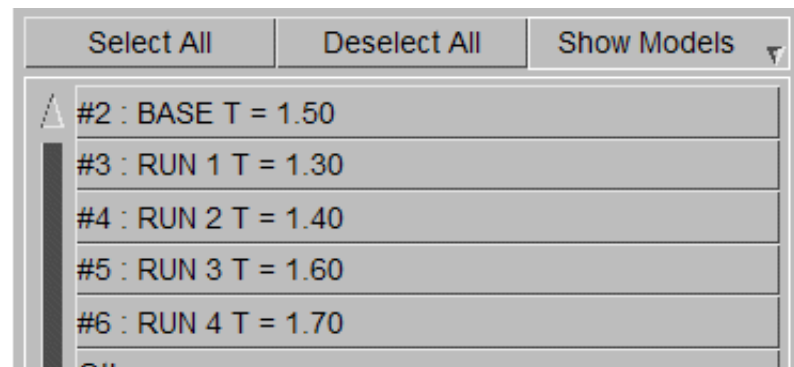 Select All Deselect All Show Models
#2 : BASE T = 1.50
#3 : RUN 1 T = 1.30
#4 : RUN 2 T = 1.40
#5 : RUN 3 T = 1.60
#6 : RUN 4 T = 1.70